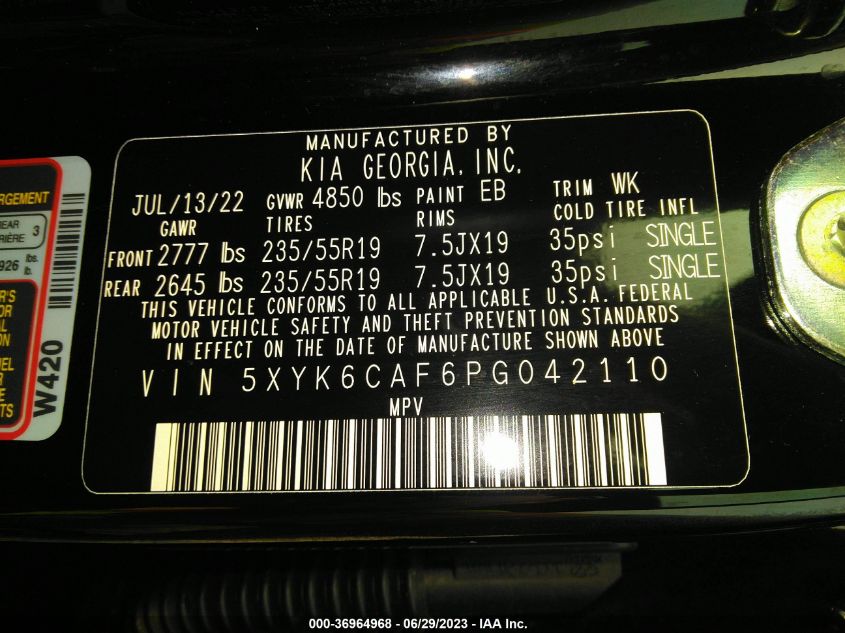 MANUFACTURED BY
KIA GEORGIA, INC.
JUL/13/22 GVWR 4850 lbs PAINT EB TRIM WK
GAWR TIRES RIMS COLD TIRE INFL
FRONT 2777 lbs 235/55R19 7.5JX19 35psi SINGLE
REAR 2645 lbs 235/55R19 7.5JX19 35psi SINGLE
THIS VEHICLE CONFORMS TO ALL APPLICABLE U.S.A. FEDERAL
MOTOR VEHICLE SAFETY AND THEFT PREVENTION STANDARDS
IN EFFECT ON THE DATE OF MANUFACTURE SHOWN ABOVE
VIN 5XYK6CAF6PG042110
MPV
REAR 3
926 lbs.
lb.
W420
000-36964968 - 06/29/2023 - IAA Inc.